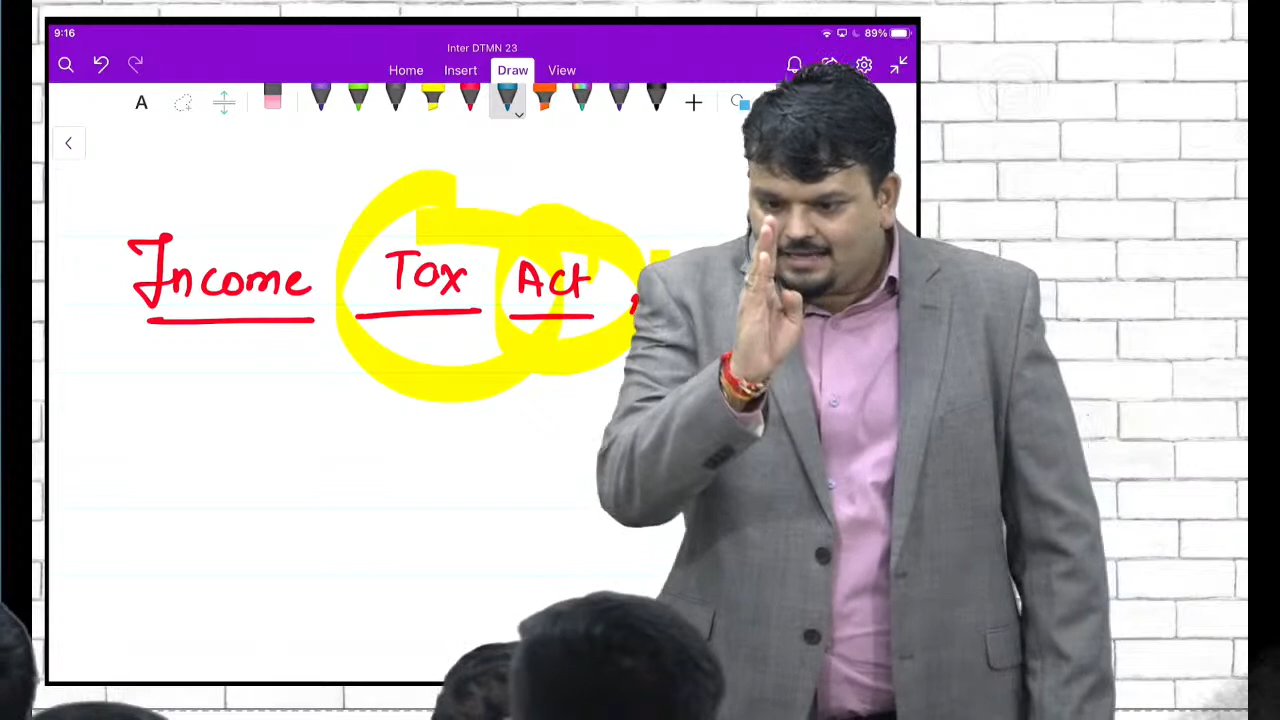 9:16
89%
Inter DTMN 23
Home Insert Draw View
A
Income Tax Act,